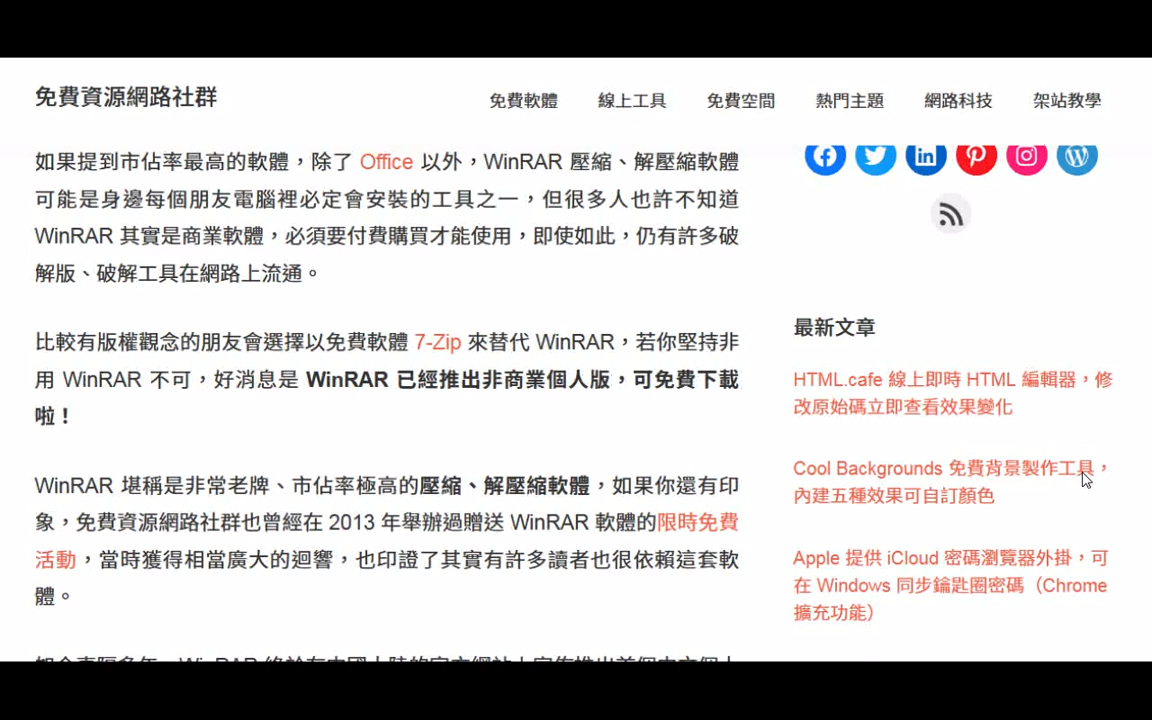 免費資源網路社群
免費軟體 線上工具 免費空間 熱門主題 網路科技 架站教學
如果提到市佔率最高的軟體，除了 Office 以外，WinRAR 壓縮、解壓縮軟體
可能是身邊每個朋友電腦裡必定會安裝的工具之一，但很多人也許不知道
WinRAR 其實是商業軟體，必須要付費購買才能使用，即使如此，仍有許多破
解版、破解工具在網路上流通。
比較有版權觀念的朋友會選擇以免費軟體 7-Zip 來替代 WinRAR，若你堅持非
用 WinRAR 不可，好消息是 WinRAR 已經推出非商業個人版，可免費下載
啦！
WinRAR 堪稱是非常老牌、市佔率極高的壓縮、解壓縮軟體，如果你還有印
象，免費資源網路社群也曾經在 2013 年舉辦過贈送 WinRAR 軟體的限時免費
活動，當時獲得相當廣大的迴響，也印證了其實有許多讀者也很依賴這套軟
體。
最新文章
HTML.cafe 線上即時 HTML 編輯器，修
改原始碼立即查看效果變化
Cool Backgrounds 免費背景製作工具，
內建五種效果可自訂顏色
Apple 提供 iCloud 密碼瀏覽器外掛，可
在 Windows 同步鑰匙圈密碼（Chrome
擴充功能）